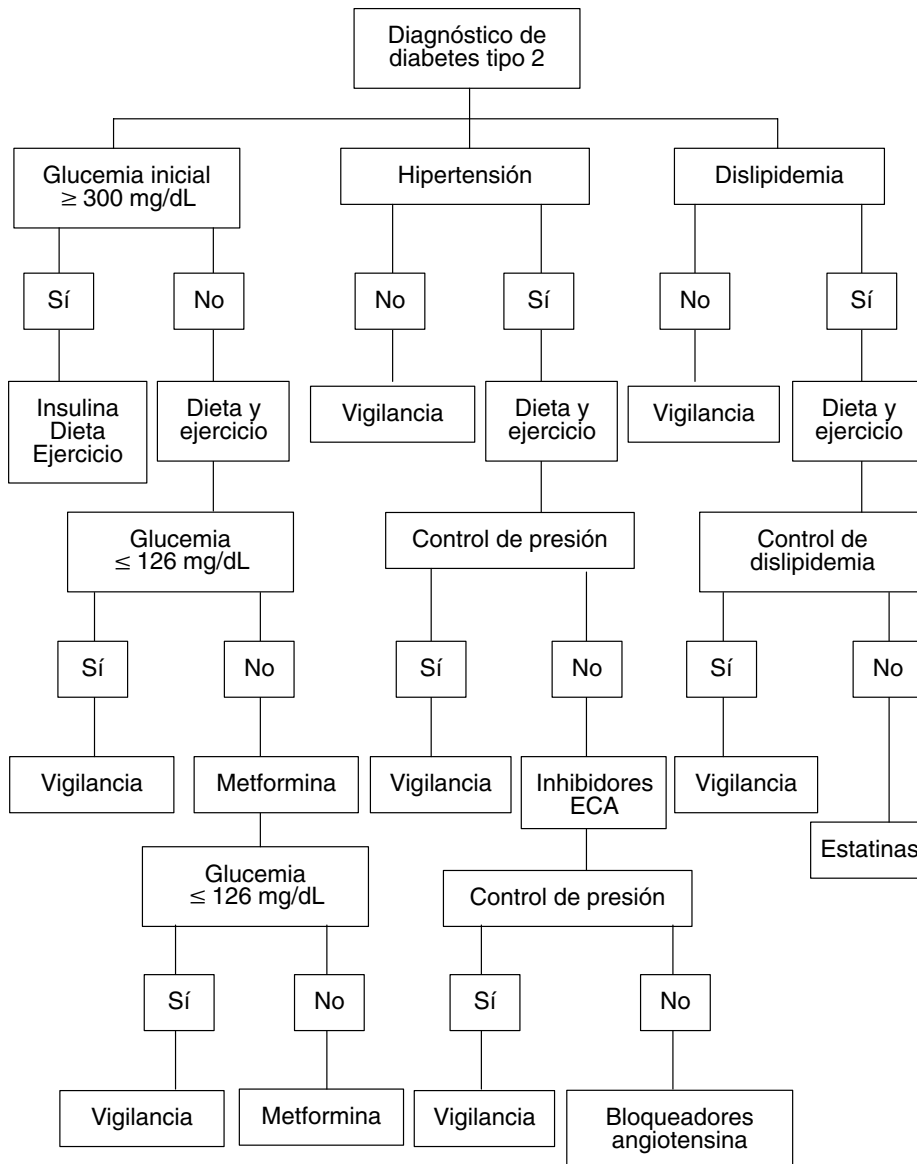 Diagnóstico de
diabetes tipo 2
Glucemia inicial
≥ 300 mg/dL
Hipertensión
Dislipidemia
Sí
No
No
Sí
No
Sí
Insulina
Dieta
Ejercicio
Dieta y
ejercicio
Vigilancia
Dieta y
ejercicio
Vigilancia
Dieta y
ejercicio
Glucemia
≤ 126 mg/dL
Control de presión
Control de
dislipidemia
Sí
No
Sí
No
Sí
No
Vigilancia
Metformina
Vigilancia
Inhibidores
ECA
Vigilancia
Estatinas
Glucemia
≤ 126 mg/dL
Control de presión
Sí
No
Sí
No
Vigilancia
Metformina
Vigilancia
Bloqueadores
angiotensina